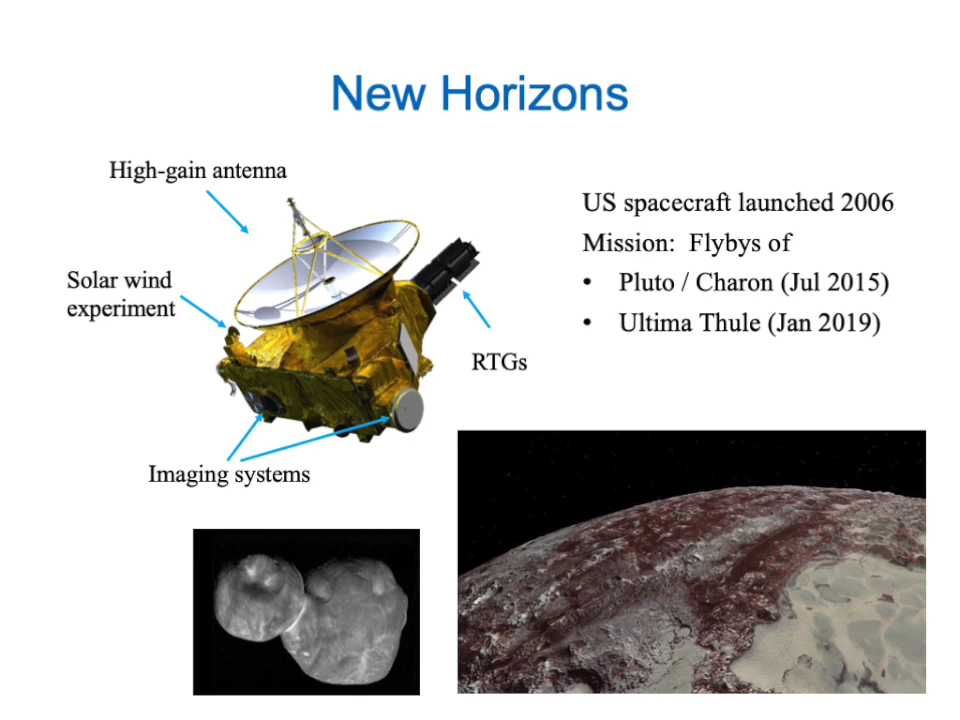 New Horizons
High-gain antenna
Solar wind
experiment
RTGs
Imaging systems
US spacecraft launched 2006
Mission:  Flybys of
• Pluto / Charon (Jul 2015)
• Ultima Thule (Jan 2019)